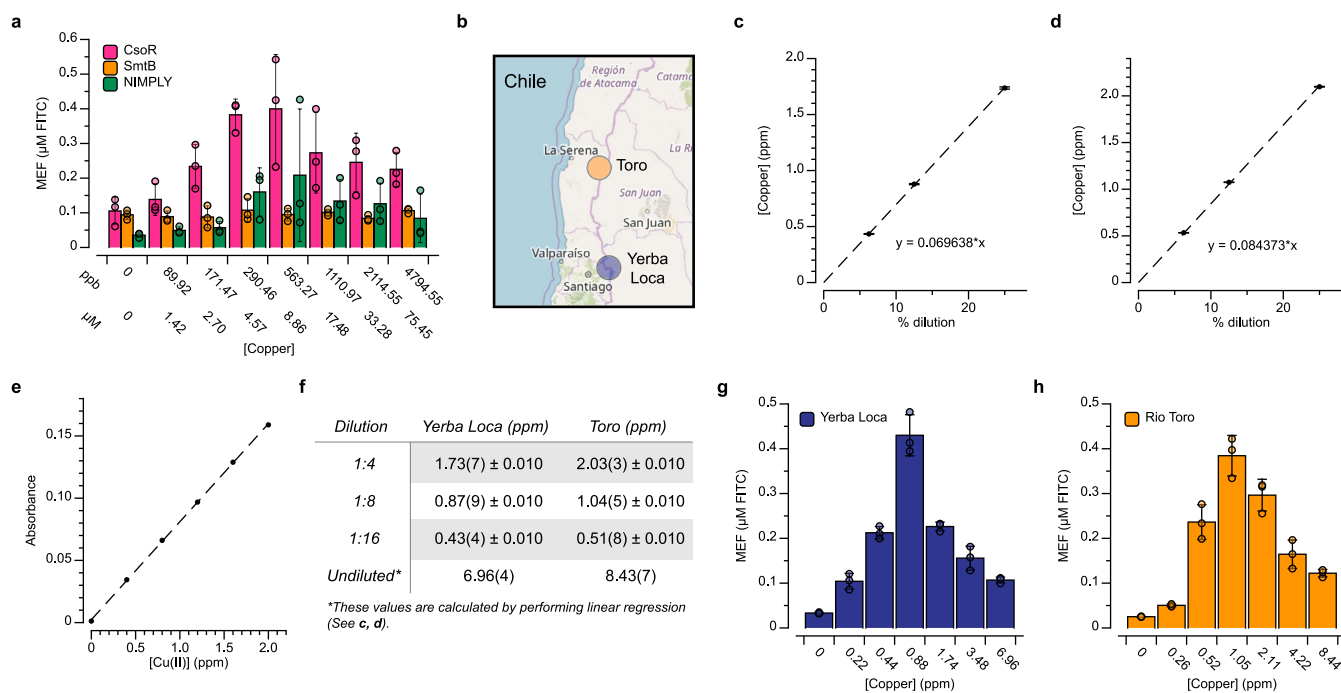 a
MEF (µM FITC)
0.6
0.5
0.4
0.3
0.2
0.1
0
CsoR
SmtB
NIMPLY
ppb
0
89.92
171.47
290.46
563.27
1110.97
2114.55
4794.55
µM
0
1.42
2.70
4.57
8.86
17.48
33.28
75.45
[Copper]
b
Chile
Región
de Atacama
Catama
La Serena
Toro
La R
San Juan
San Juan
Valparaíso
Yerba
Loca
Santiago
c
[Copper] (ppm)
2.0
1.5
1.0
0.5
0
y = 0.069638*x
0
10
20
% dilution
d
[Copper] (ppm)
2.0
1.5
1.0
0.5
0
y = 0.084373*x
0
10
20
% dilution
e
Absorbance
0.15
0.10
0.05
0
0
0.5
1.0
1.5
2.0
[Cu(II)] (ppm)
f
Dilution Yerba Loca (ppm) Toro (ppm)
1:4 1.73(7) ± 0.010 2.03(3) ± 0.010
1:8 0.87(9) ± 0.010 1.04(5) ± 0.010
1:16 0.43(4) ± 0.010 0.51(8) ± 0.010
Undiluted* 6.96(4) 8.43(7)
*These values are calculated by performing linear regression
(See c, d).
g
MEF (µM FITC)
0.5
0.4
0.3
0.2
0.1
0
Yerba Loca
0
0.22
0.44
0.88
1.74
3.48
6.96
[Copper] (ppm)
h
MEF (µM FITC)
0.5
0.4
0.3
0.2
0.1
0
Rio Toro
0
0.26
0.52
1.05
2.11
4.22
8.44
[Copper] (ppm)